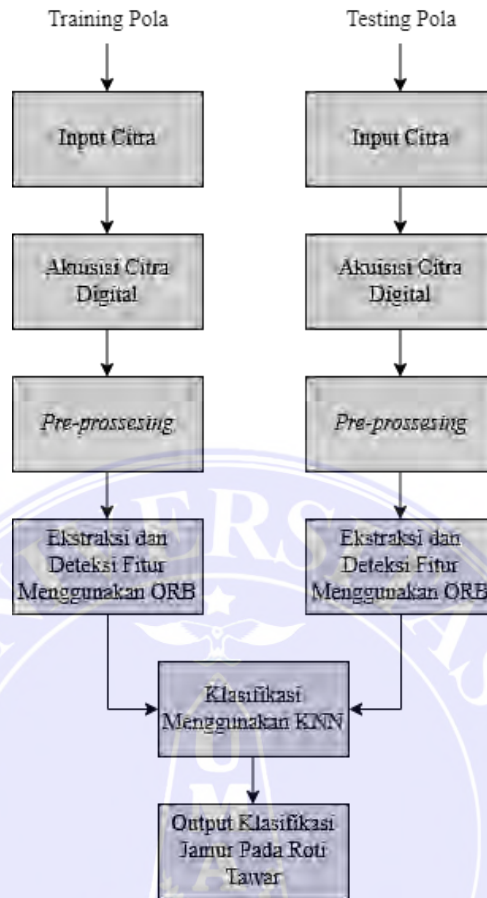 Training Pola
Testing Pola
Input Citra
Input Citra
Akuisisi Citra
Digital
Akuisisi Citra
Digital
Pre-prossesing
Pre-prossesing
Ekstraksi dan
Deteksi Fitur
Menggunakan ORB
Ekstraksi dan
Deteksi Fitur
Menggunakan ORB
Klasifikasi
Menggunakan KNN
Output Klasifikasi
Jamur Pada Roti
Tawar
UNIVERSITAS
UMA